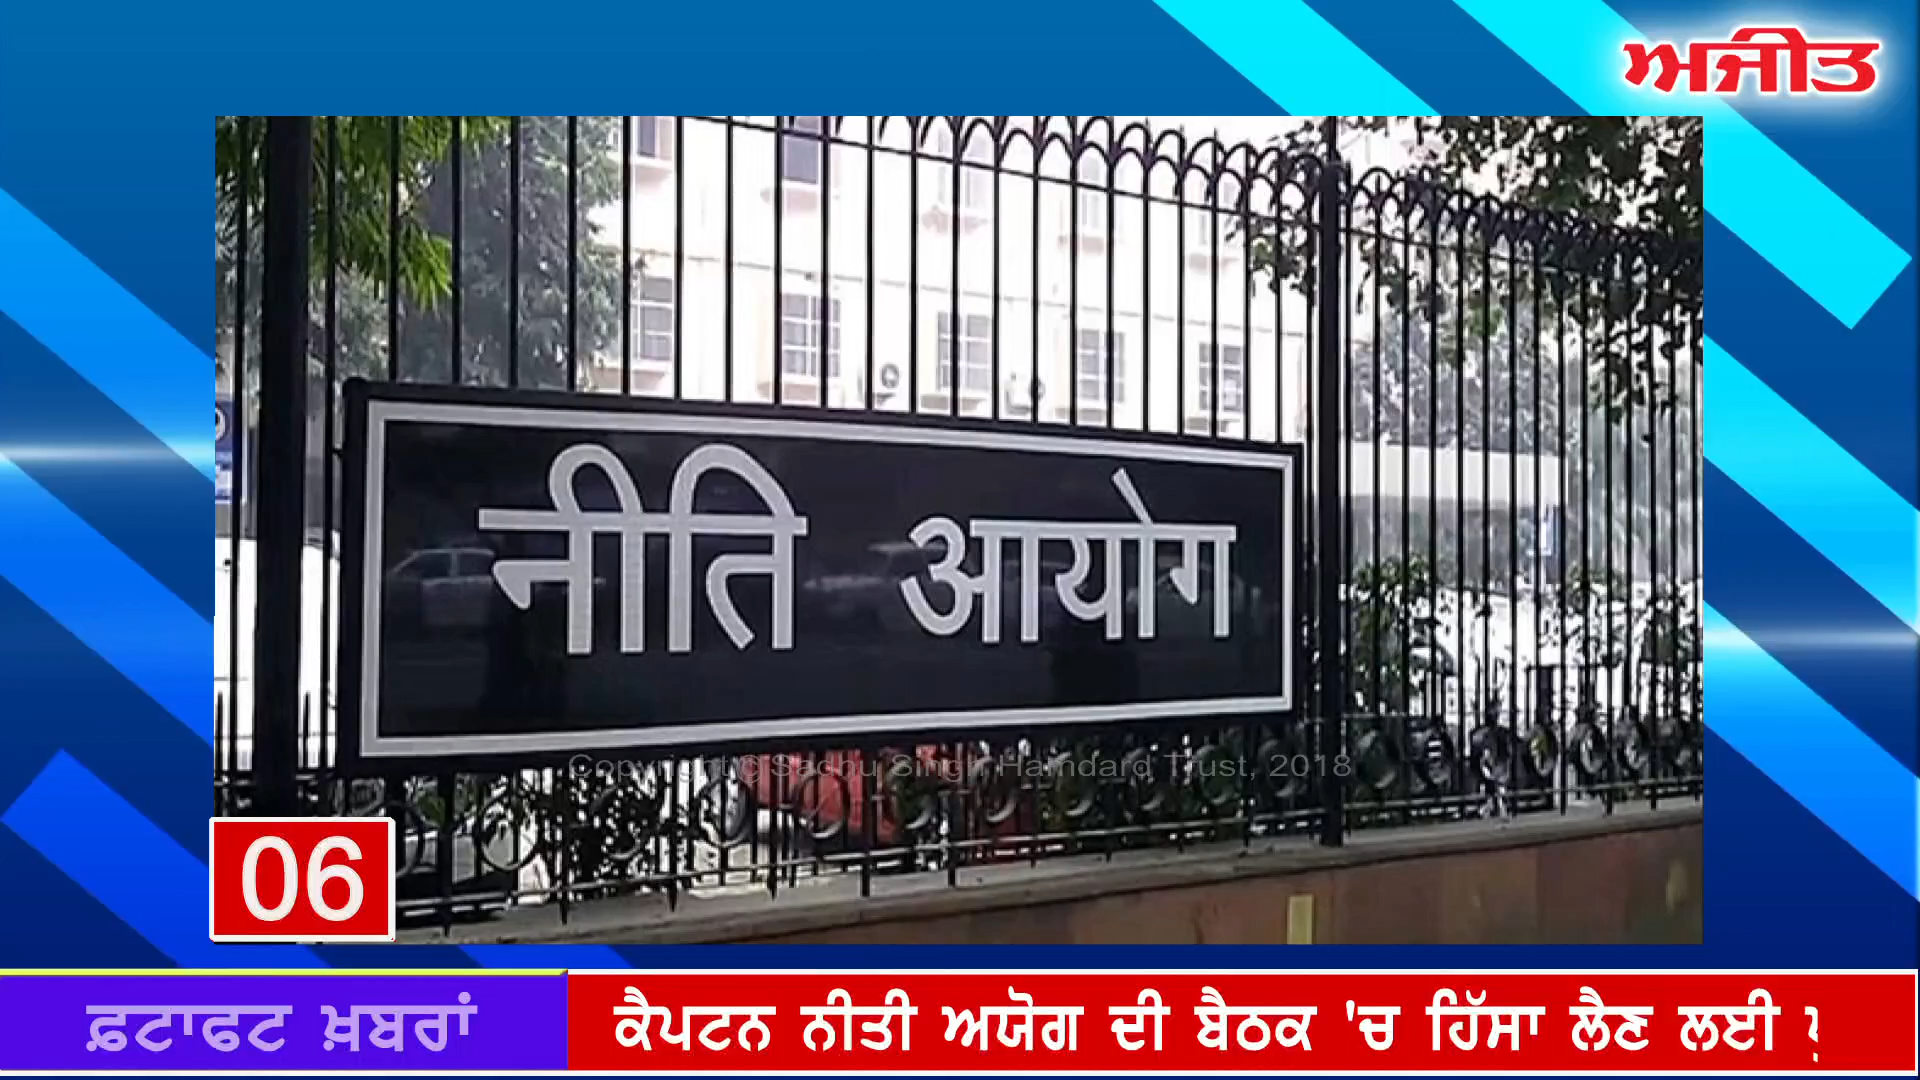 ਅਜੀਤ
नीति आयोग
Copyright © Sadhu Singh Hamdard Trust, 2018
06
ਫ਼ਟਾਫਟ ਖ਼ਬਰਾਂ
ਕੈਪਟਨ ਨੀਤੀ ਅਯੋਗ ਦੀ ਬੈਠਕ 'ਚ ਹਿੱਸਾ ਲੈਣ ਲਈ